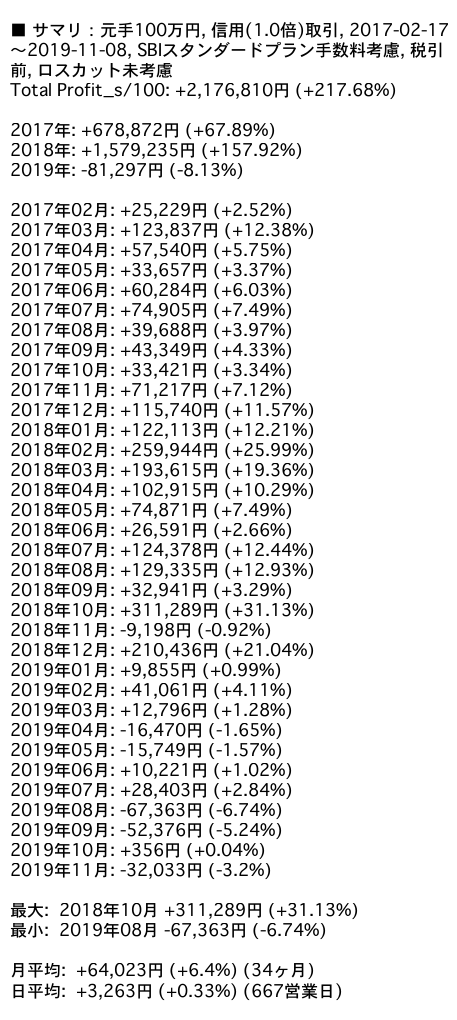 ■ サマリ：元手100万円, 信用(1.0倍)取引, 2017-02-17
〜2019-11-08, SBIスタンダードプラン手数料考慮, 税引
前, ロスカット未考慮
Total Profit_s/100: +2,176,810円 (+217.68%)
2017年: +678,872円 (+67.89%)
2018年: +1,579,235円 (+157.92%)
2019年: -81,297円 (-8.13%)
2017年02月: +25,229円 (+2.52%)
2017年03月: +123,837円 (+12.38%)
2017年04月: +57,540円 (+5.75%)
2017年05月: +33,657円 (+3.37%)
2017年06月: +60,284円 (+6.03%)
2017年07月: +74,905円 (+7.49%)
2017年08月: +39,688円 (+3.97%)
2017年09月: +43,349円 (+4.33%)
2017年10月: +33,421円 (+3.34%)
2017年11月: +71,217円 (+7.12%)
2017年12月: +115,740円 (+11.57%)
2018年01月: +122,113円 (+12.21%)
2018年02月: +259,944円 (+25.99%)
2018年03月: +193,615円 (+19.36%)
2018年04月: +102,915円 (+10.29%)
2018年05月: +74,871円 (+7.49%)
2018年06月: +26,591円 (+2.66%)
2018年07月: +124,378円 (+12.44%)
2018年08月: +129,335円 (+12.93%)
2018年09月: +32,941円 (+3.29%)
2018年10月: +311,289円 (+31.13%)
2018年11月: -9,198円 (-0.92%)
2018年12月: +210,436円 (+21.04%)
2019年01月: +9,855円 (+0.99%)
2019年02月: +41,061円 (+4.11%)
2019年03月: +12,796円 (+1.28%)
2019年04月: -16,470円 (-1.65%)
2019年05月: -15,749円 (-1.57%)
2019年06月: +10,221円 (+1.02%)
2019年07月: +28,403円 (+2.84%)
2019年08月: -67,363円 (-6.74%)
2019年09月: -52,376円 (-5.24%)
2019年10月: +356円 (+0.04%)
2019年11月: -32,033円 (-3.2%)
最大: 2018年10月 +311,289円 (+31.13%)
最小: 2019年08月 -67,363円 (-6.74%)
月平均: +64,023円 (+6.4%) (34ヶ月)
日平均: +3,263円 (+0.33%) (667営業日)